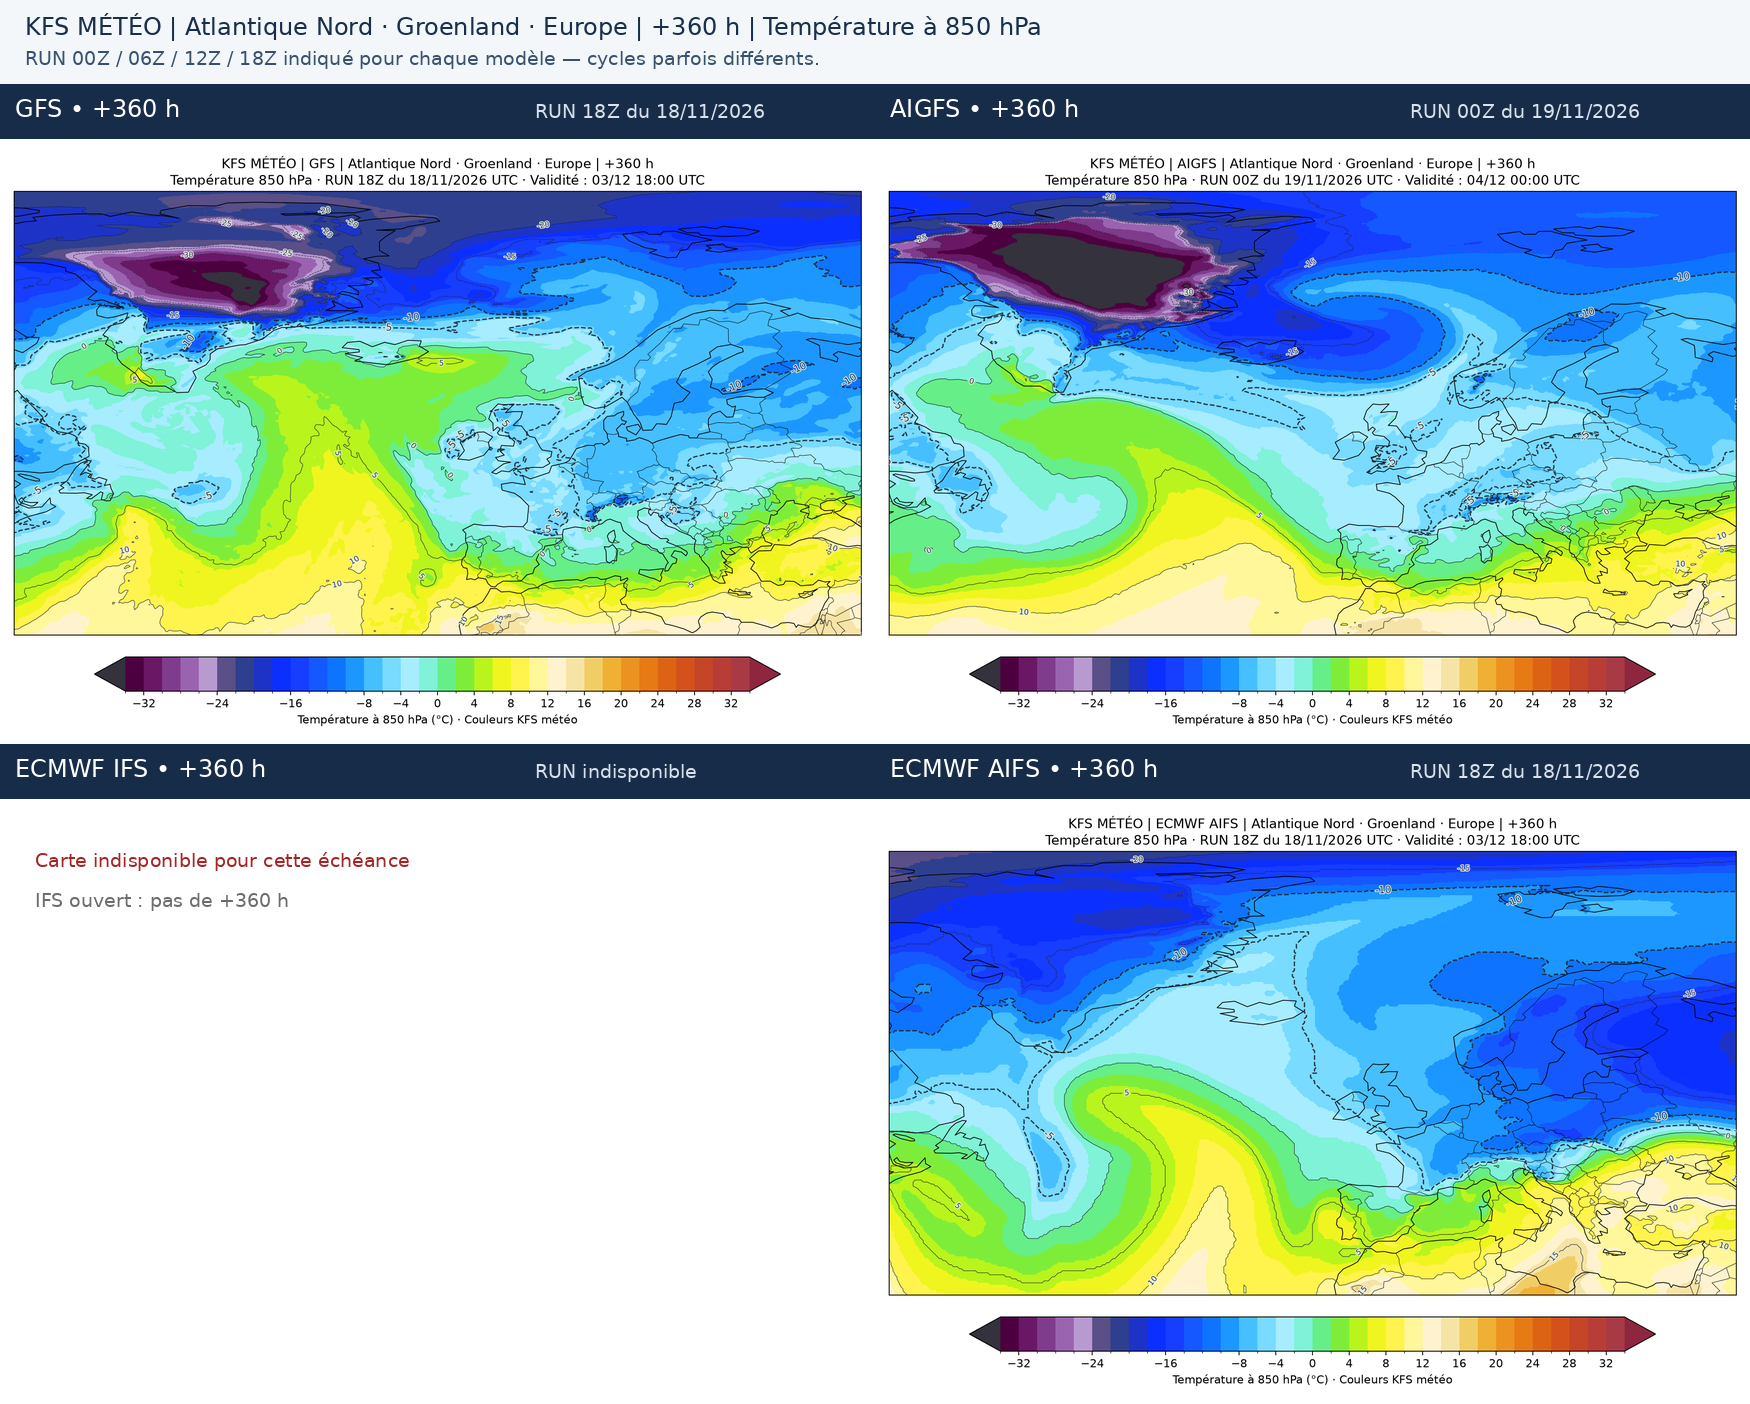 KFS MÉTÉO | Atlantique Nord · Groenland · Europe | +360 h | Température à 850 hPa
RUN 00Z / 06Z / 12Z / 18Z indiqué pour chaque modèle — cycles parfois différents.
GFS • +360 h
RUN 18Z du 18/11/2026
AIGFS • +360 h
RUN 00Z du 19/11/2026
KFS MÉTÉO | GFS | Atlantique Nord · Groenland · Europe | +360 h
Température 850 hPa · RUN 18Z du 18/11/2026 UTC · Validité : 03/12 18:00 UTC
−32 −24 −16 −8 −4 0 4 8 12 16 20 24 28 32
Température à 850 hPa (°C) · Couleurs KFS météo
KFS MÉTÉO | AIGFS | Atlantique Nord · Groenland · Europe | +360 h
Température 850 hPa · RUN 00Z du 19/11/2026 UTC · Validité : 04/12 00:00 UTC
−32 −24 −16 −8 −4 0 4 8 12 16 20 24 28 32
Température à 850 hPa (°C) · Couleurs KFS météo
ECMWF IFS • +360 h
RUN indisponible
ECMWF AIFS • +360 h
RUN 18Z du 18/11/2026
Carte indisponible pour cette échéance
IFS ouvert : pas de +360 h
KFS MÉTÉO | ECMWF AIFS | Atlantique Nord · Groenland · Europe | +360 h
Température 850 hPa · RUN 18Z du 18/11/2026 UTC · Validité : 03/12 18:00 UTC
−32 −24 −16 −8 −4 0 4 8 12 16 20 24 28 32
Température à 850 hPa (°C) · Couleurs KFS météo